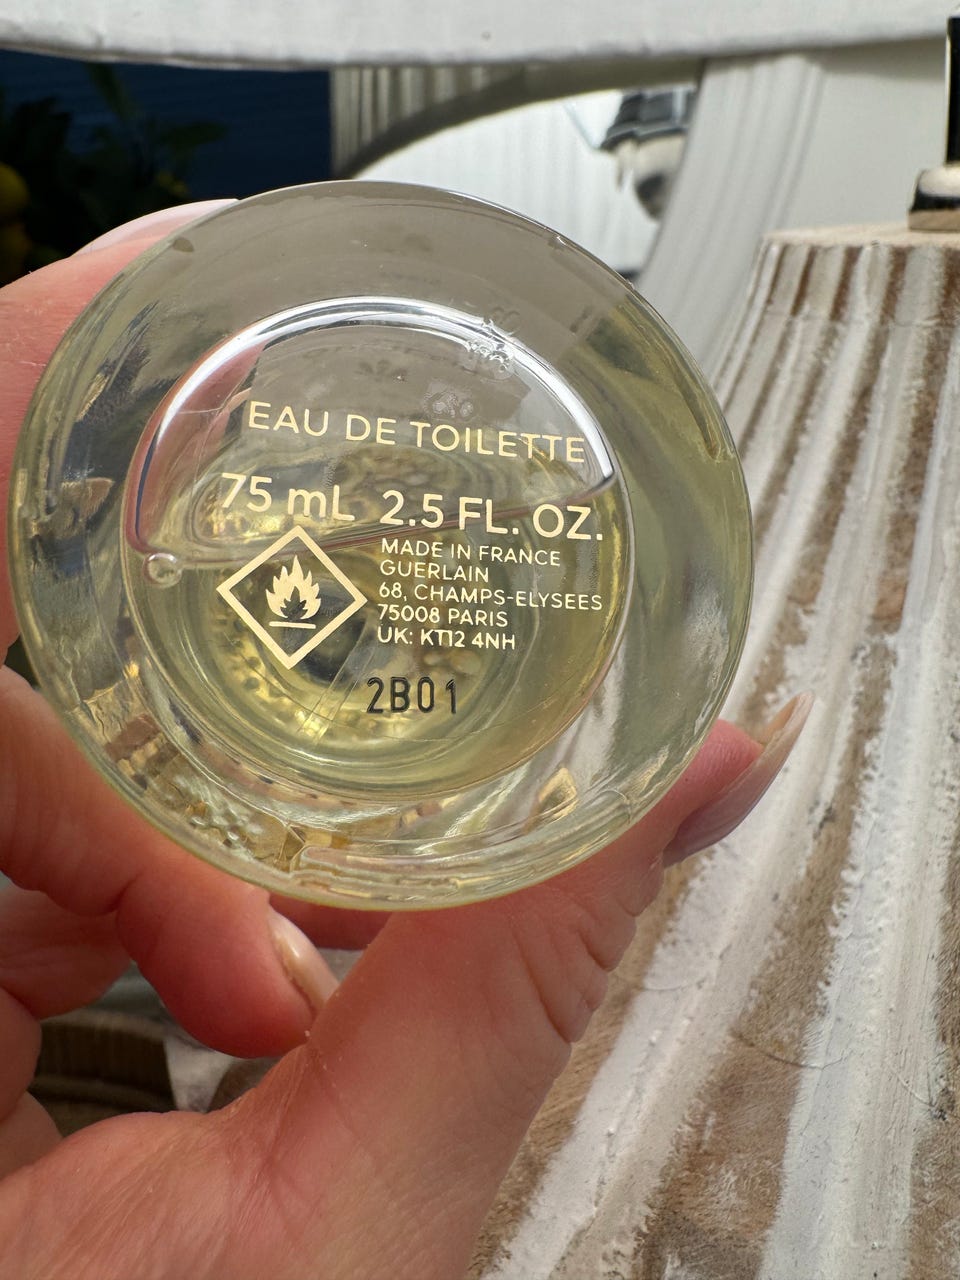 EAU DE TOILETTE
75 mL 2.5 FL. OZ.
MADE IN FRANCE
GUERLAIN
68, CHAMPS-ELYSEES
75008 PARIS
UK: KT12 4NH
2B01